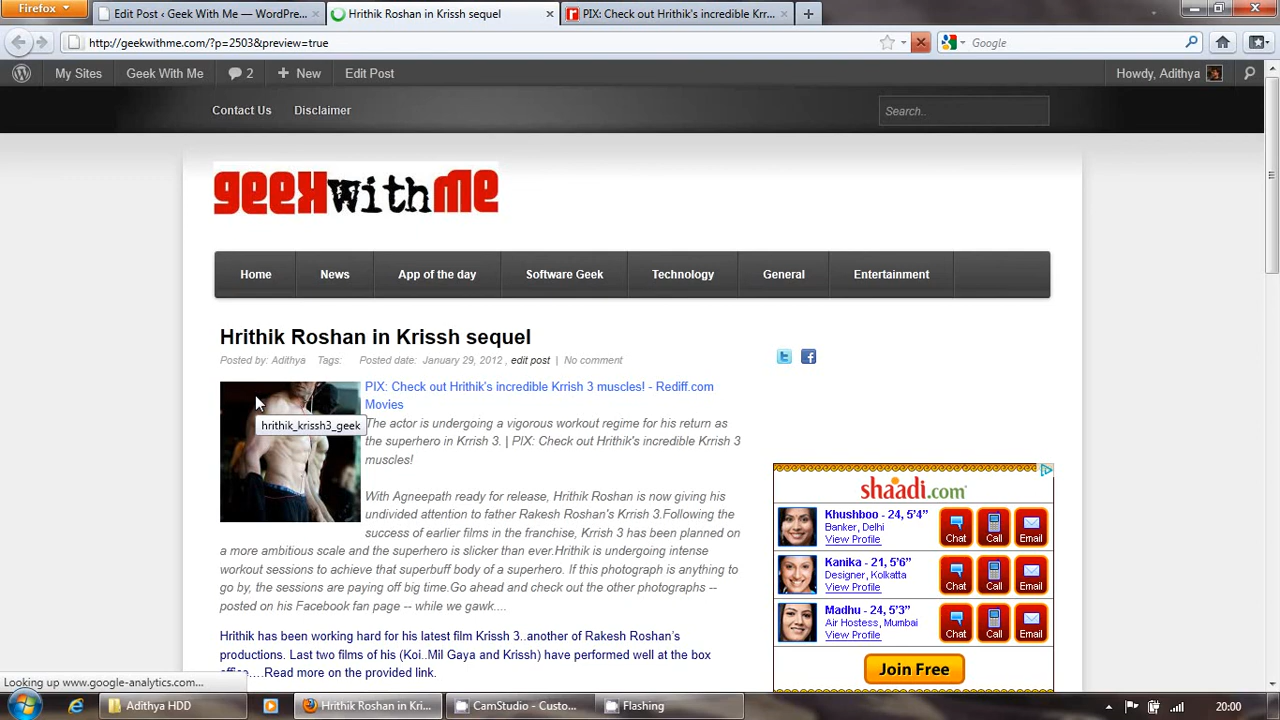 Firefox
Edit Post ‹ Geek With Me — WordPre...
Hrithik Roshan in Krissh sequel
PIX: Check out Hrithik's incredible Krr...
http://geekwithme.com/?p=2503&preview=true
Google
My Sites
Geek With Me
2
New
Edit Post
Howdy, Adithya
Contact Us
Disclaimer
Search..
geekwithme
Home
News
App of the day
Software Geek
Technology
General
Entertainment
Hrithik Roshan in Krissh sequel
Posted by: Adithya Tags: Posted date: January 29, 2012 , edit post | No comment
PIX: Check out Hrithik's incredible Krrish 3 muscles! - Rediff.com
Movies
The actor is undergoing a vigorous workout regime for his return as
the superhero in Krrish 3. | PIX: Check out Hrithik's incredible Krrish 3
muscles!
hrithik_krissh3_geek
With Agneepath ready for release, Hrithik Roshan is now giving his
undivided attention to father Rakesh Roshan's Krrish 3.Following the
success of earlier films in the franchise, Krrish 3 has been planned on
a more ambitious scale and the superhero is slicker than ever.Hrithik is undergoing intense
workout sessions to achieve that superbuff body of a superhero. If this photograph is anything to
go by, the sessions are paying off big time.Go ahead and check out the other photographs --
posted on his Facebook fan page -- while we gawk....
Hrithik has been working hard for his latest film Krissh 3..another of Rakesh Roshan's
productions. Last two films of his (Koi..Mil Gaya and Krissh) have performed well at the box
office....Read more on the provided link.
shaadi.com
Khushboo - 24, 5'4"
Banker, Delhi
View Profile
Chat
Call
Email
Kanika - 21, 5'6"
Designer, Kolkatta
View Profile
Chat
Call
Email
Madhu - 24, 5'3"
Air Hostess, Mumbai
View Profile
Chat
Call
Email
Join Free
Looking up www.google-analytics.com...
Adithya HDD
Hrithik Roshan in Kri...
CamStudio - Custo...
Flashing
20:00